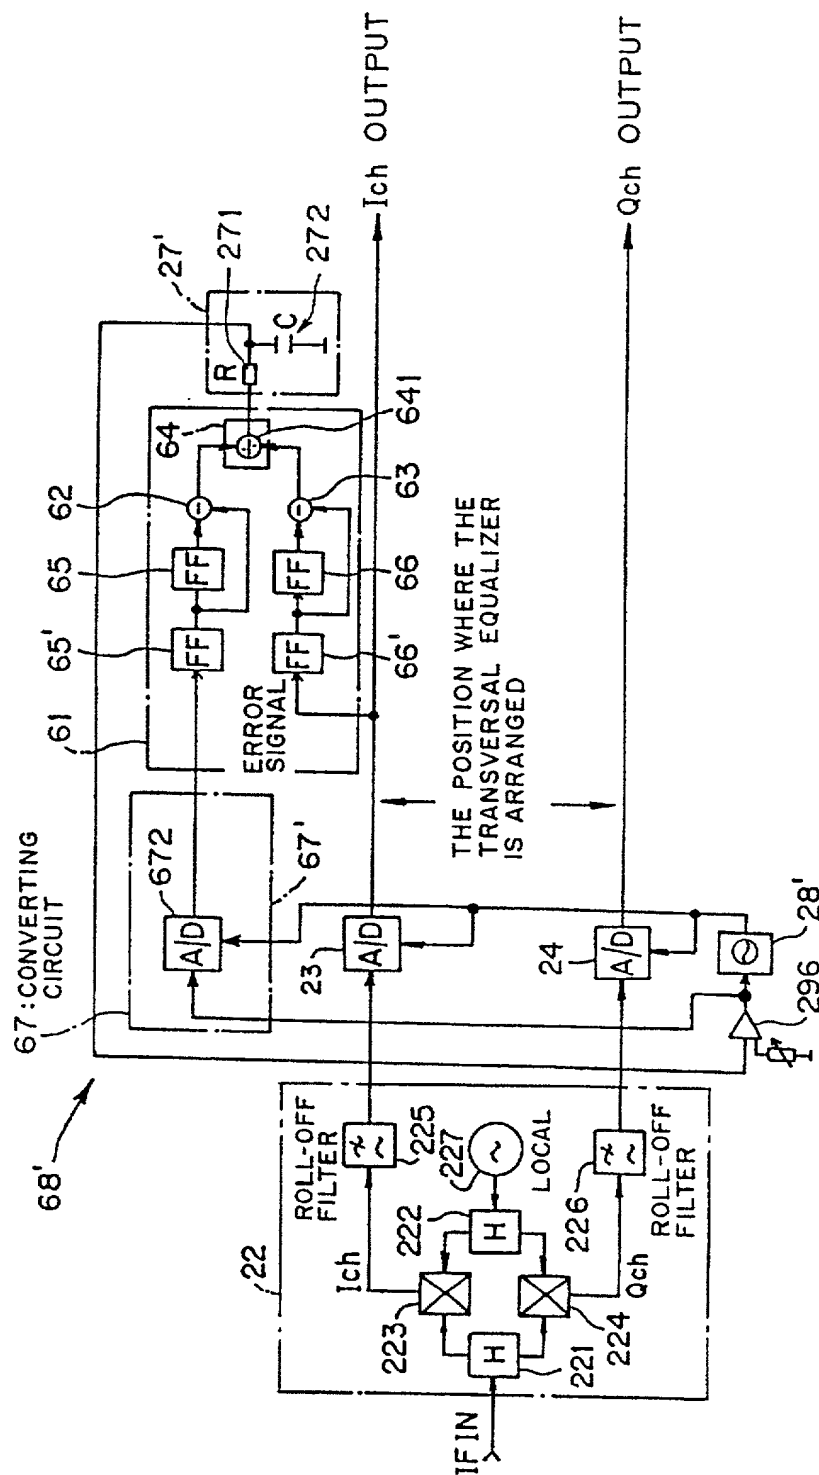 68'
67:CONVERTING
CIRCUIT
67'
672
A/D
61
65'
FF
65
FF
62
−
64
÷
641
27'
R
271
C
272
ERROR
SIGNAL
66'
FF
66
FF
63
−
Ich OUTPUT
23
A/D
THE POSITION WHERE THE
TRANSVERSAL EQUALIZER
IS ARRANGED
24
A/D
Qch OUTPUT
28'
296
22
ROLL-OFF
FILTER
225
Ich
223
222
H
227
~
LOCAL
IF IN
H
221
224
Qch
226
ROLL-OFF
FILTER